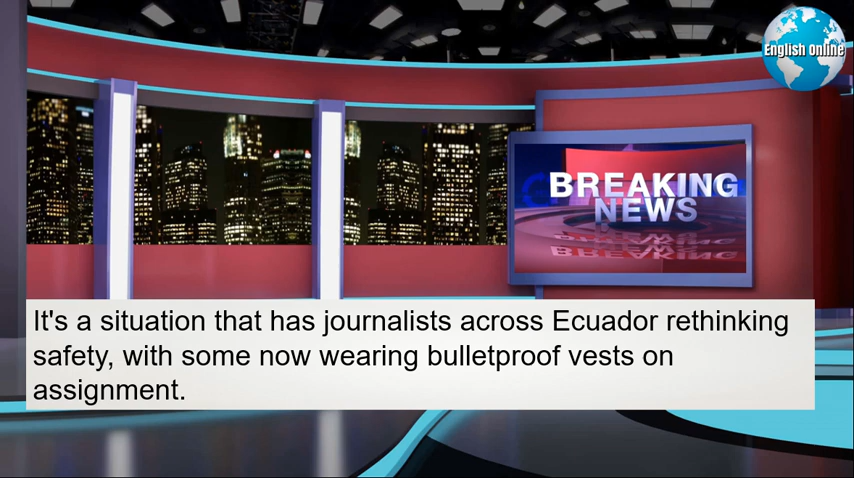 English Online
BREAKING
NEWS
It's a situation that has journalists across Ecuador rethinking
safety, with some now wearing bulletproof vests on
assignment.